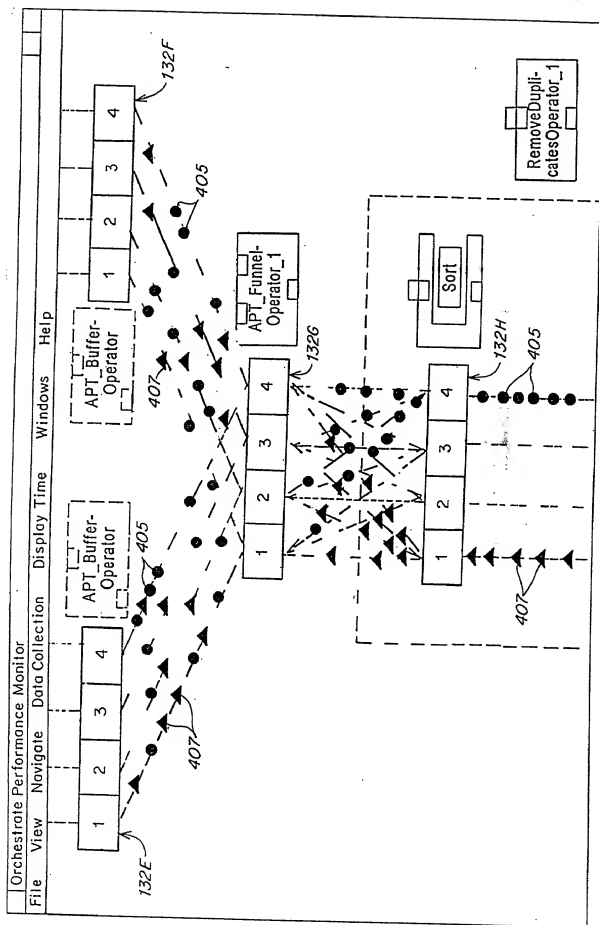 Orchestrate Performance Monitor
File View Navigate Data Collection Display Time Windows Help
1 2 3 4
132E
APT_Buffer-
Operator
APT_Buffer-
Operator
1 2 3 4
132F
405
407
407
405
1 2 3 4
132G
APT_Funnel-
Operator_1
1 2 3 4
132H
Sort
407
405
RemoveDupli-
catesOperator_1